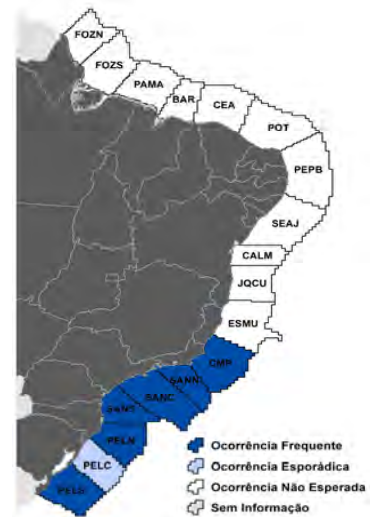 FOZN
FOZS
PAMA
BAR
CEA
POT
PEPB
SEAJ
CALM
JQCU
ESMU
CMP
SANN
SANC
SANS
PELN
PELC
PELS
Ocorrência Frequente
Ocorrência Esporádica
Ocorrência Não Esperada
Sem Informação